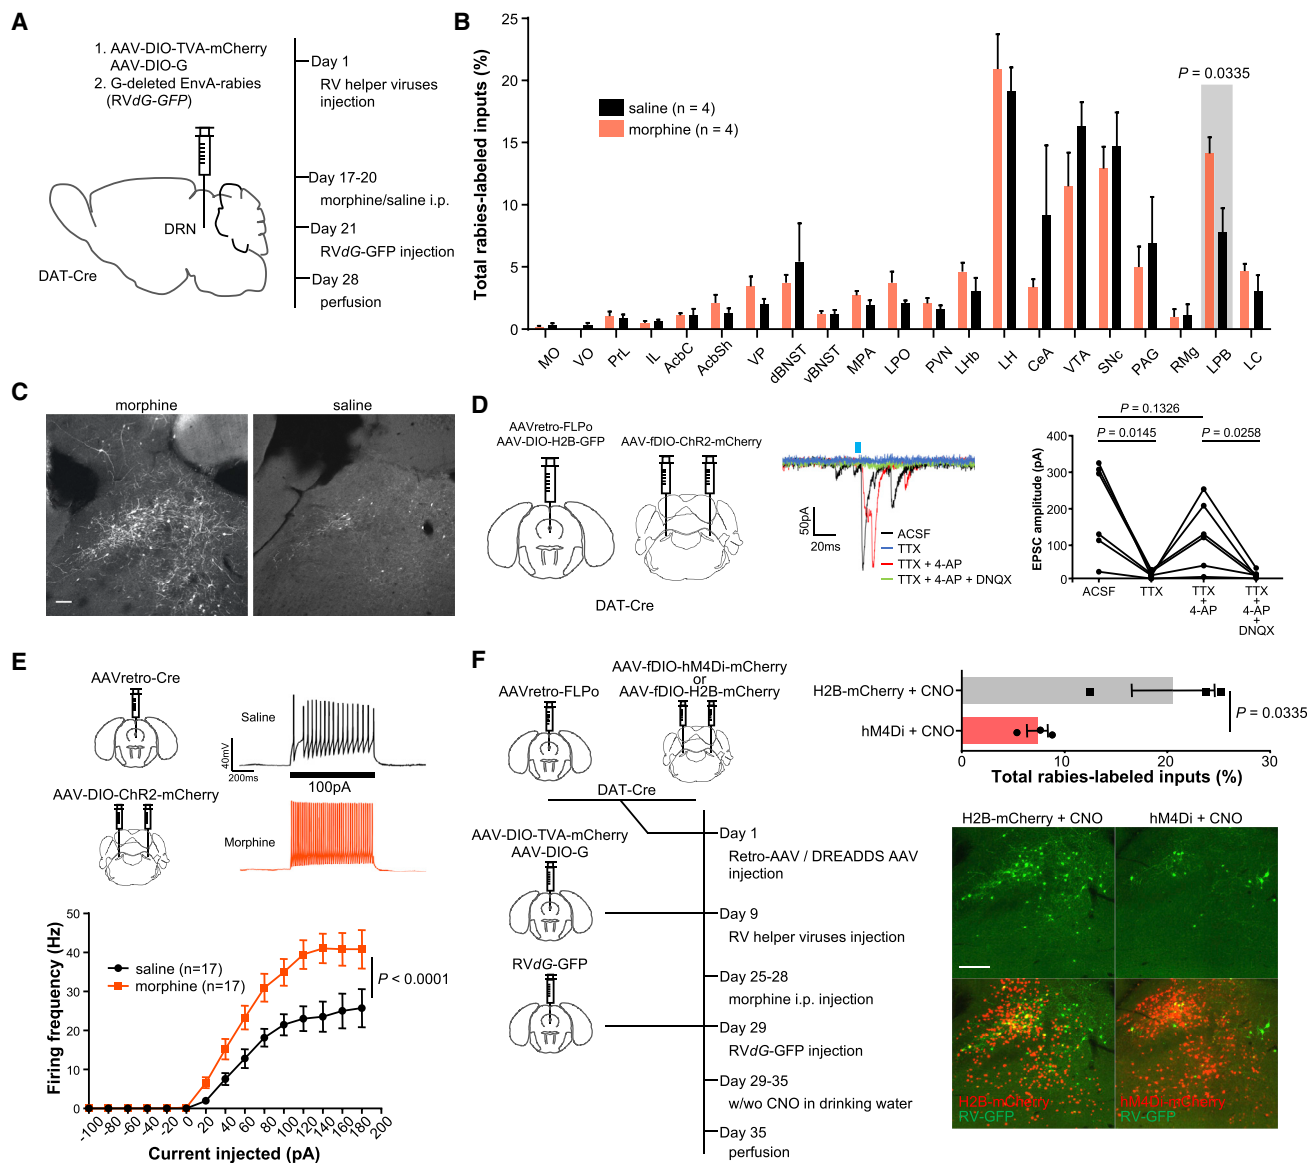 A
1. AAV-DIO-TVA-mCherry
AAV-DIO-G
2. G-deleted EnvA-rabies
(RVdG-GFP)
DRN
DAT-Cre
Day 1
RV helper viruses
injection
Day 17-20
morphine/saline i.p.
Day 21
RVdG-GFP injection
Day 28
perfusion
B
Total rabies-labeled inputs (%)
25
20
15
10
5
0
saline (n = 4)
morphine (n = 4)
P = 0.0335
MO
VO
PrL
IL
AcbC
AcbSh
VP
dBNST
vBNST
MPA
LPO
PVN
LHb
LH
CeA
VTA
SNc
PAG
RMg
LPB
LC
C
morphine
saline
D
AAVretro-FLPo
AAV-DIO-H2B-GFP
AAV-fDIO-ChR2-mCherry
DAT-Cre
50pA
20ms
ACSF
TTX
TTX + 4-AP
TTX + 4-AP + DNQX
P = 0.1326
P = 0.0145
P = 0.0258
EPSC amplitude (pA)
400
300
200
100
0
ACSF
TTX
TTX
+
4-AP
TTX
+
4-AP
+
DNQX
E
AAVretro-Cre
AAV-DIO-ChR2-mCherry
Saline
40mV
200ms
100pA
Morphine
Firing frequency (Hz)
50
40
30
20
10
0
saline (n=17)
morphine (n=17)
P < 0.0001
-100
-80
-60
-40
-20
0
20
40
60
80
100
120
140
160
180
200
Current injected (pA)
F
AAVretro-FLPo
AAV-fDIO-hM4Di-mCherry
or
AAV-fDIO-H2B-mCherry
DAT-Cre
AAV-DIO-TVA-mCherry
AAV-DIO-G
RVdG-GFP
Day 1
Retro-AAV / DREADDS AAV
injection
Day 9
RV helper viruses injection
Day 25-28
morphine i.p. injection
Day 29
RVdG-GFP injection
Day 29-35
w/wo CNO in drinking water
Day 35
perfusion
H2B-mCherry + CNO
hM4Di + CNO
P = 0.0335
0
10
20
30
Total rabies-labeled inputs (%)
H2B-mCherry + CNO
hM4Di + CNO
H2B-mCherry
RV-GFP
hM4Di-mCherry
RV-GFP